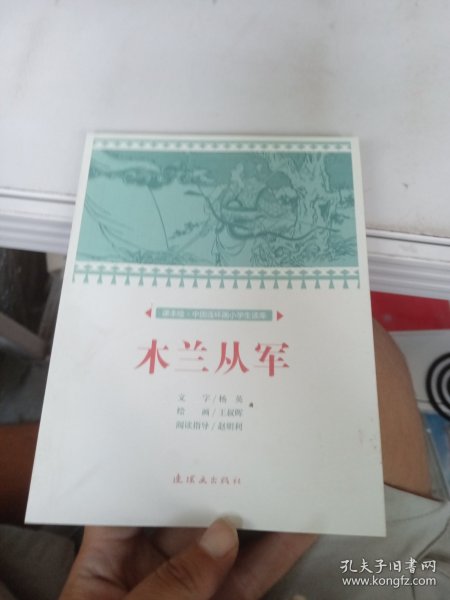 课本绘·中国连环画小学生读库
木兰从军
文 字/杨 英
绘 画/王叔晖
阅读指导/赵明利
连环画出版社
孔夫子旧书网
www.kongfz.com